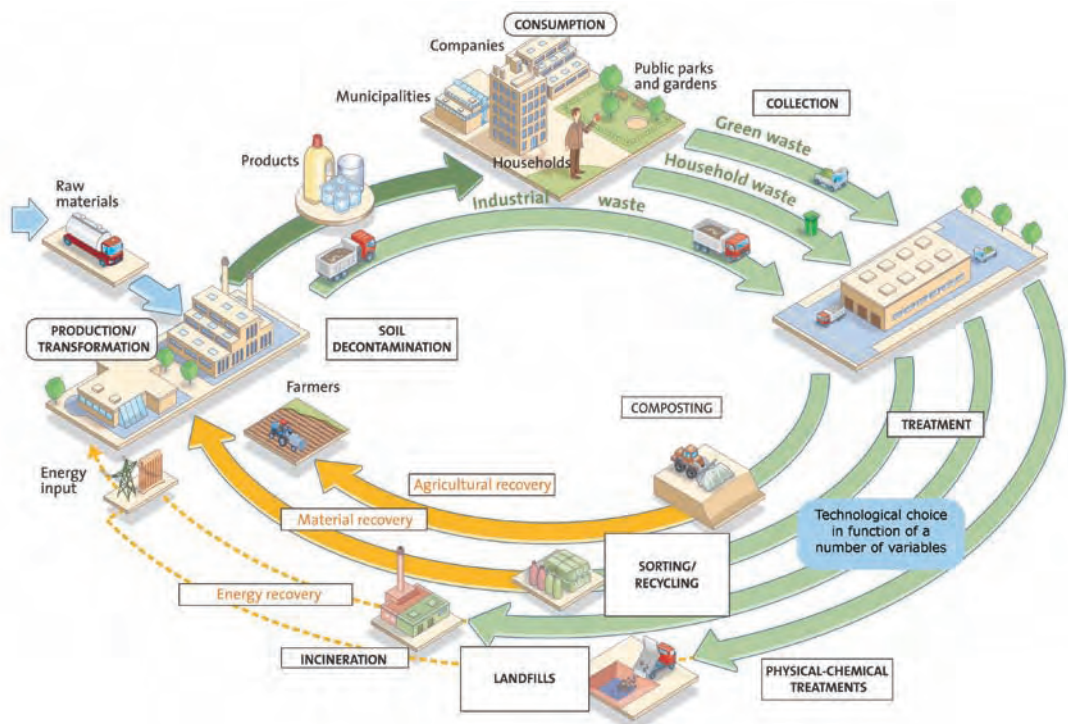 CONSUMPTION
Companies
Public parks
and gardens
Municipalities
COLLECTION
Green waste
Products
Households
Household waste
Raw
materials
Industrial waste
PRODUCTION/
TRANSFORMATION
SOIL
DECONTAMINATION
Farmers
COMPOSTING
TREATMENT
Energy
input
Agricultural recovery
Material recovery
Technological choice
in function of a
number of variables
SORTING/
RECYCLING
Energy recovery
INCINERATION
LANDFILLS
PHYSICAL-CHEMICAL
TREATMENTS